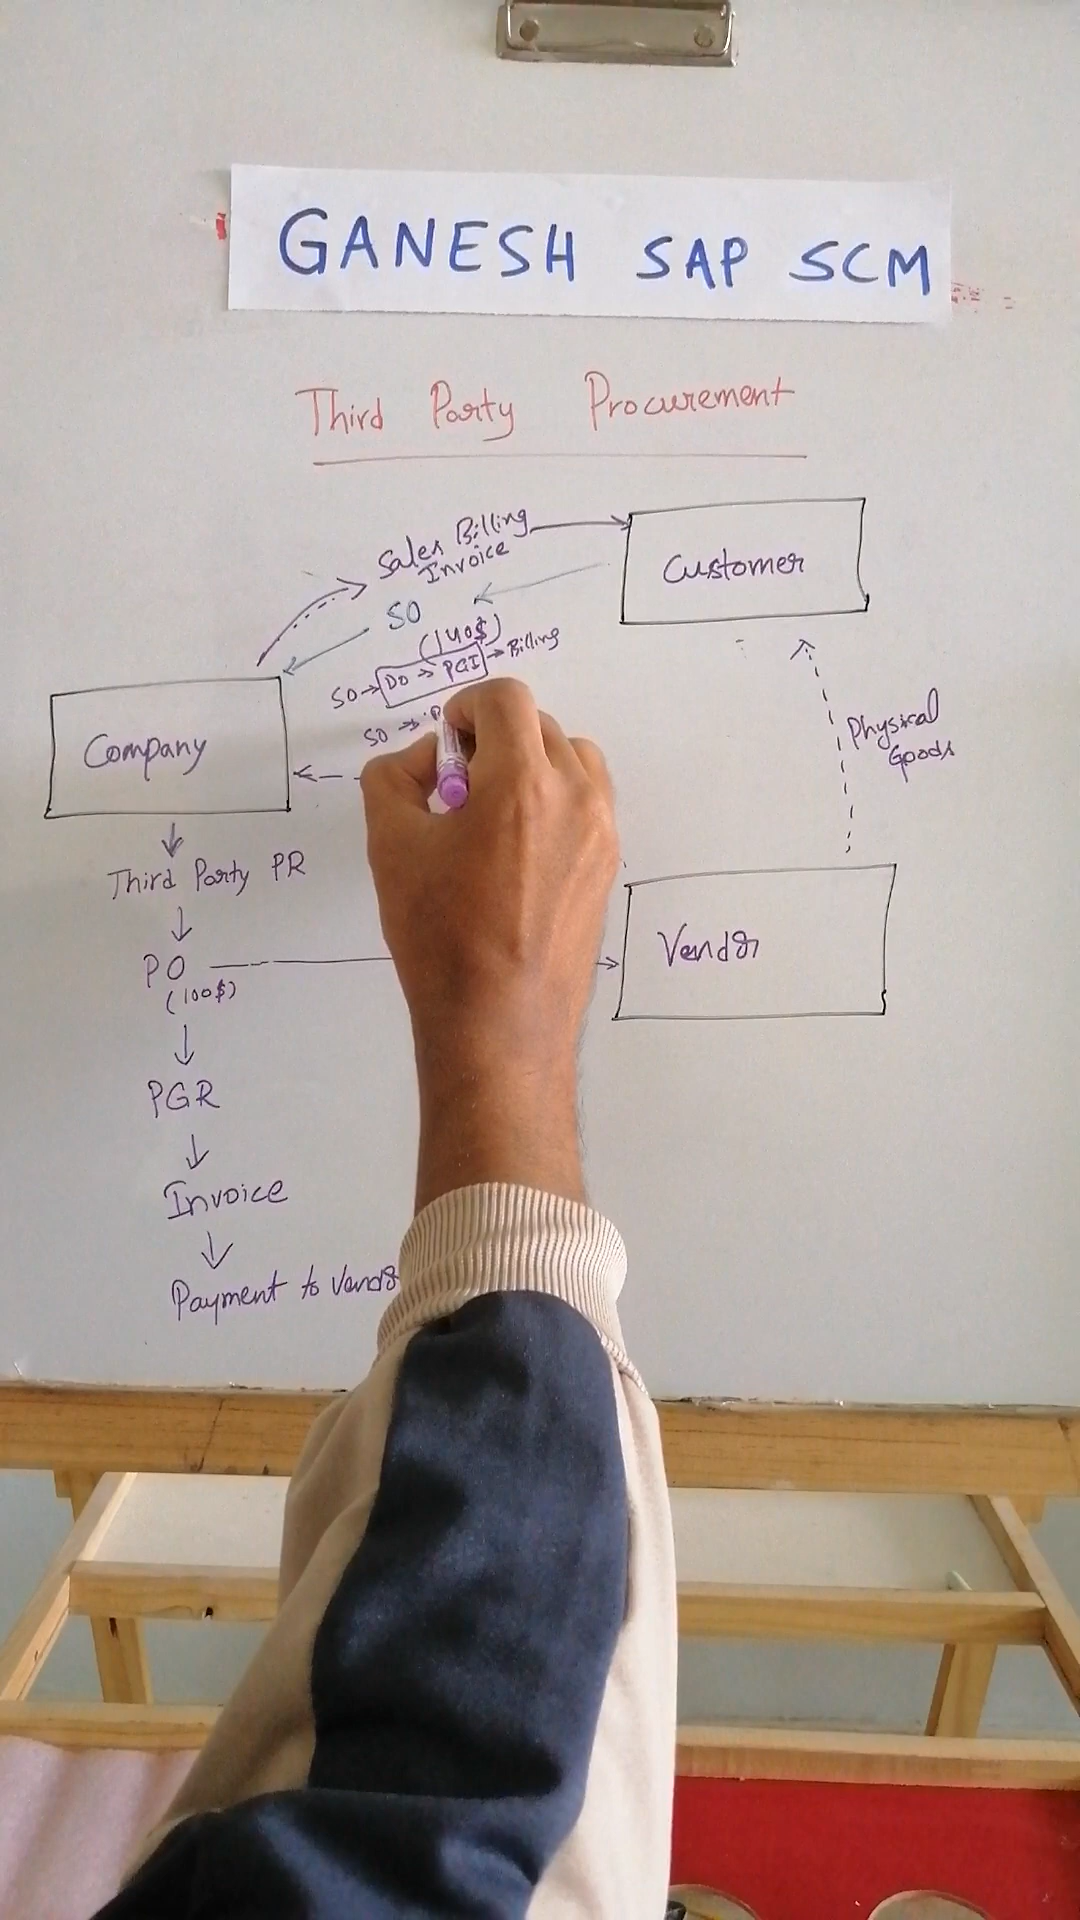 GANESH SAP SCM
Third Party Procurement
Sales Billing
Invoice
Customer
SO
(140$)
SO → DO → PGI → Billing
SO →
Company
Physical
Goods
Third Party PR
Vendor
PO
(100$)
PGR
Invoice
Payment to Vendor